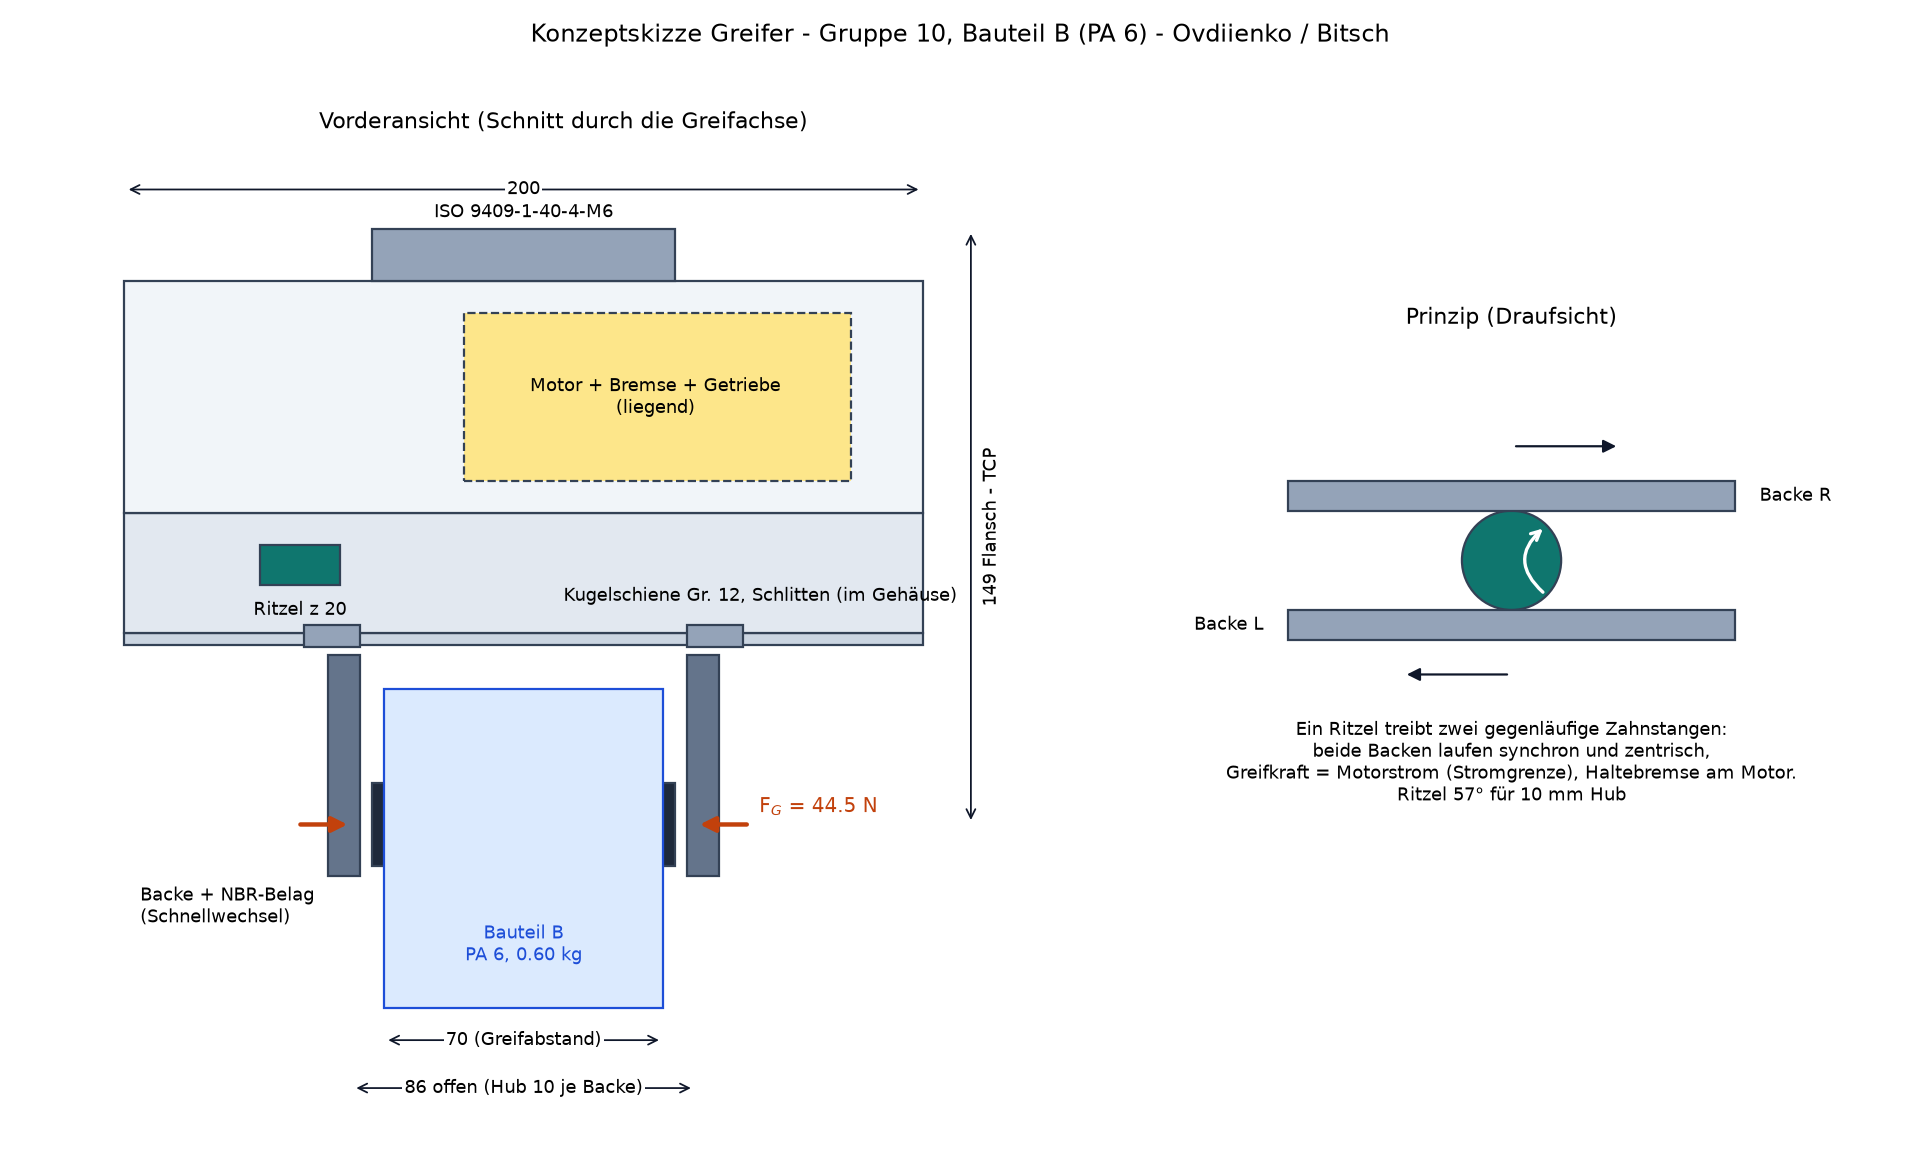 Konzeptskizze Greifer - Gruppe 10, Bauteil B (PA 6) - Ovdiienko / Bitsch
Vorderansicht (Schnitt durch die Greifachse)
200
ISO 9409-1-40-4-M6
Motor + Bremse + Getriebe
(liegend)
149 Flansch - TCP
Kugelschiene Gr. 12, Schlitten (im Gehäuse)
Ritzel z 20
F_G = 44.5 N
Backe + NBR-Belag
(Schnellwechsel)
Bauteil B
PA 6, 0.60 kg
70 (Greifabstand)
86 offen (Hub 10 je Backe)
Prinzip (Draufsicht)
Backe R
Backe L
Ein Ritzel treibt zwei gegenläufige Zahnstangen:
beide Backen laufen synchron und zentrisch,
Greifkraft = Motorstrom (Stromgrenze), Haltebremse am Motor.
Ritzel 57° für 10 mm Hub